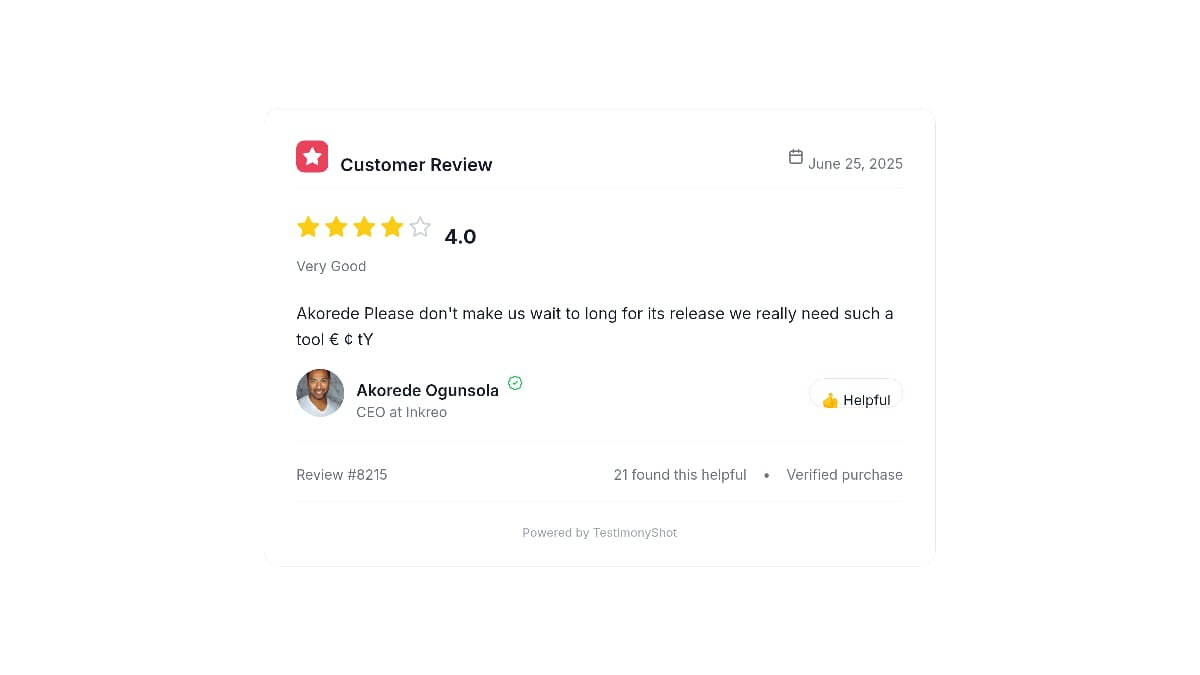 Customer Review
June 25, 2025
4.0
Very Good
Akorede Please don't make us wait to long for its release we really need such a
tool € ¢ tY
Akorede Ogunsola
CEO at Inkreo
👍 Helpful
Review #8215
21 found this helpful • Verified purchase
Powered by TestimonyShot